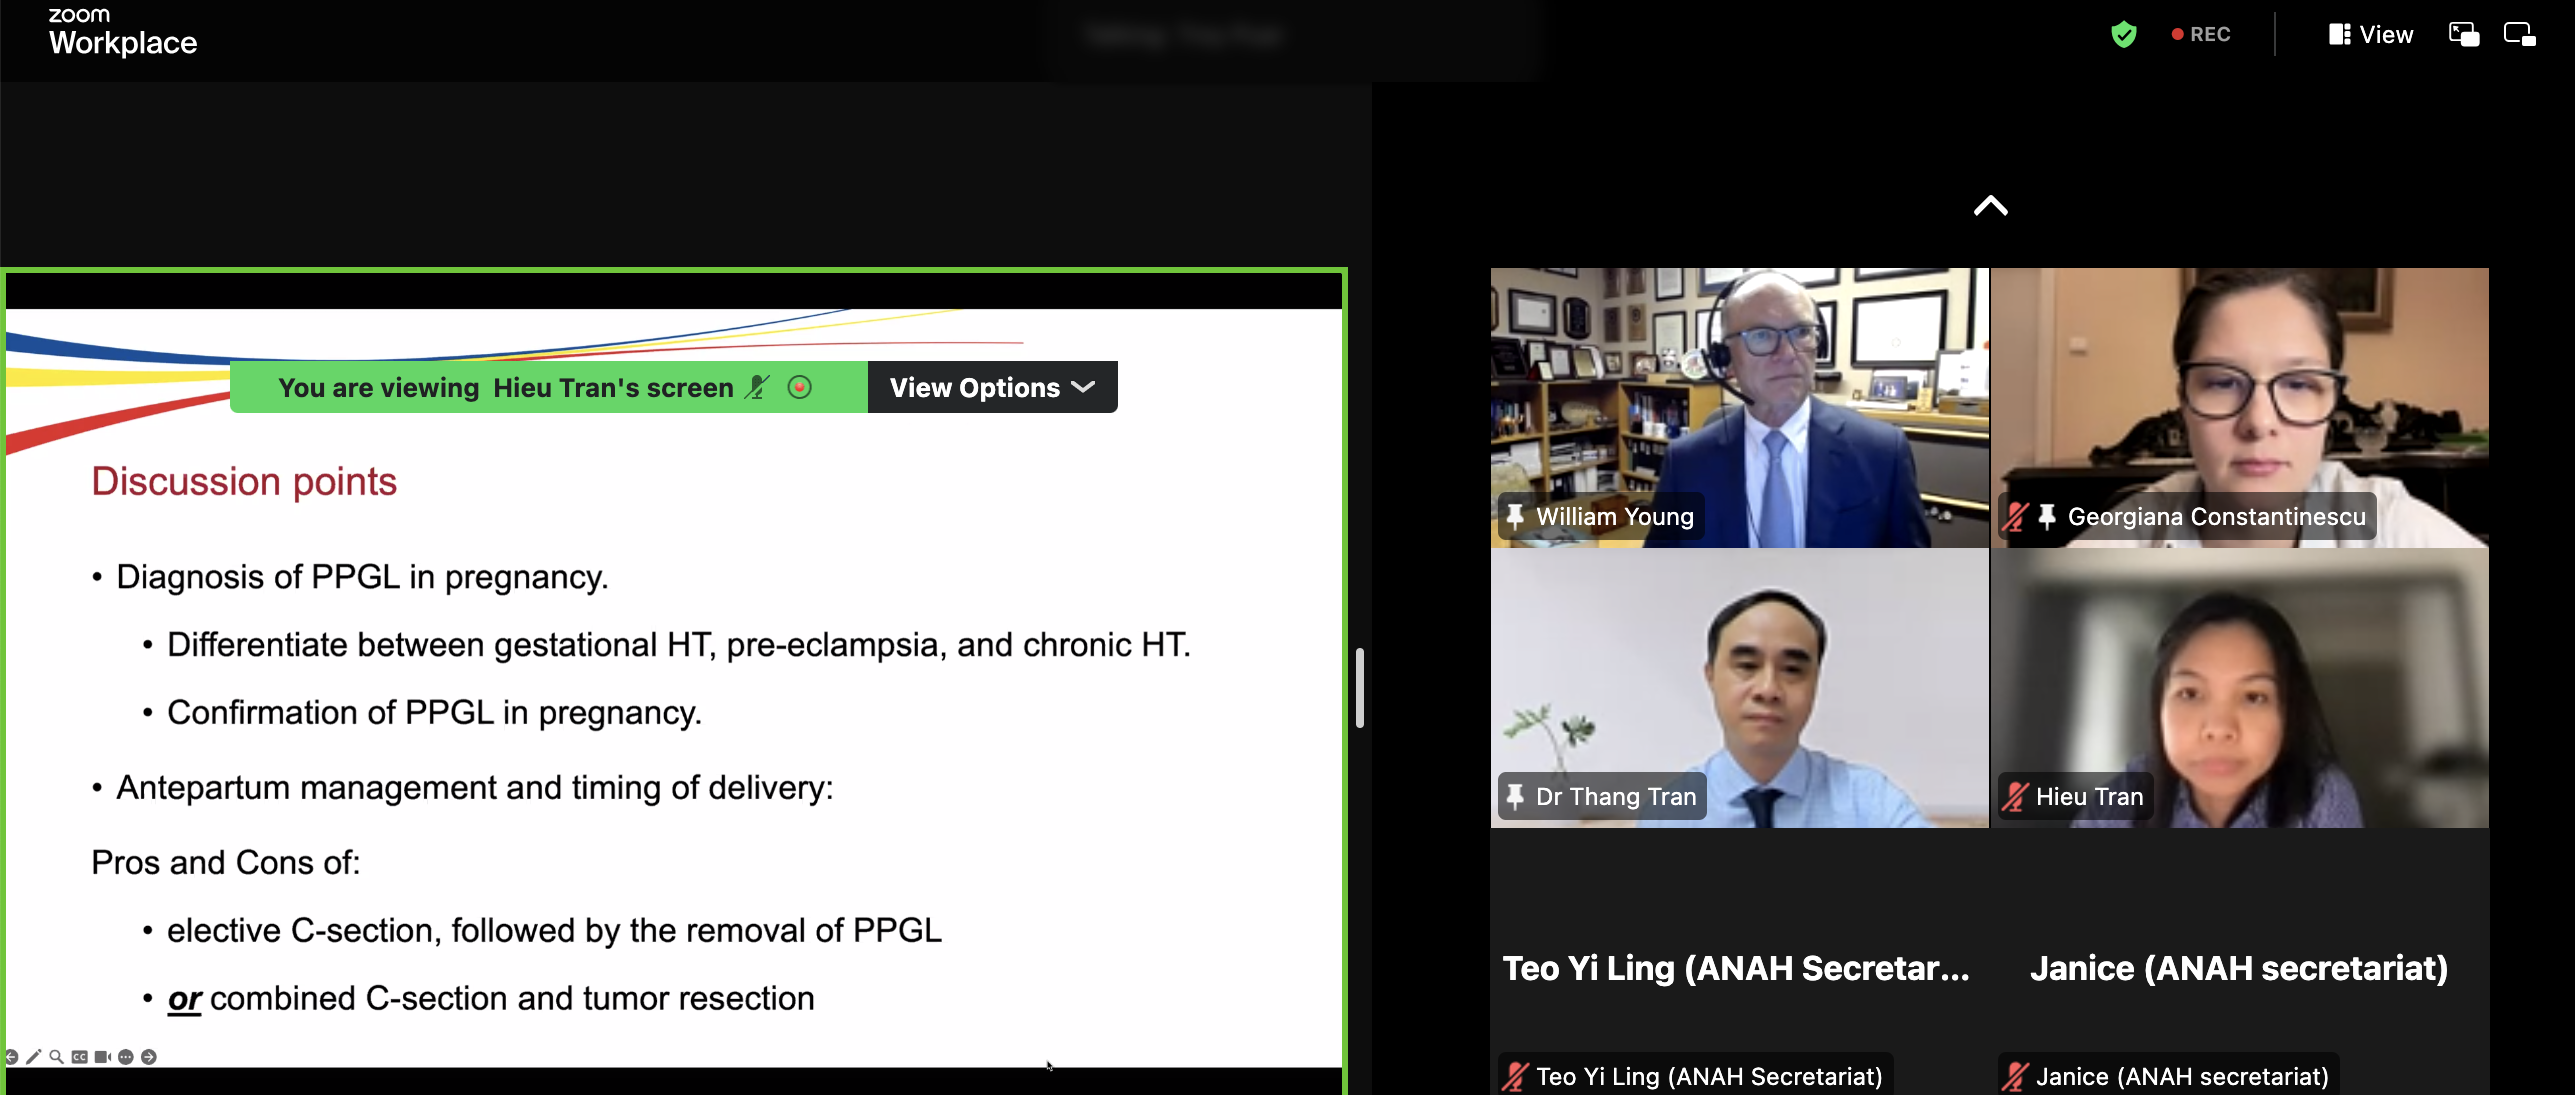 zoom
Workplace
REC
View
You are viewing Hieu Tran's screen
View Options
Discussion points
• Diagnosis of PPGL in pregnancy.
• Differentiate between gestational HT, pre-eclampsia, and chronic HT.
• Confirmation of PPGL in pregnancy.
• Antepartum management and timing of delivery:
Pros and Cons of:
• elective C-section, followed by the removal of PPGL
• or combined C-section and tumor resection
CC
William Young
Georgiana Constantinescu
Dr Thang Tran
Hieu Tran
Teo Yi Ling (ANAH Secretar...
Janice (ANAH secretariat)
Teo Yi Ling (ANAH Secretariat)
Janice (ANAH secretariat)